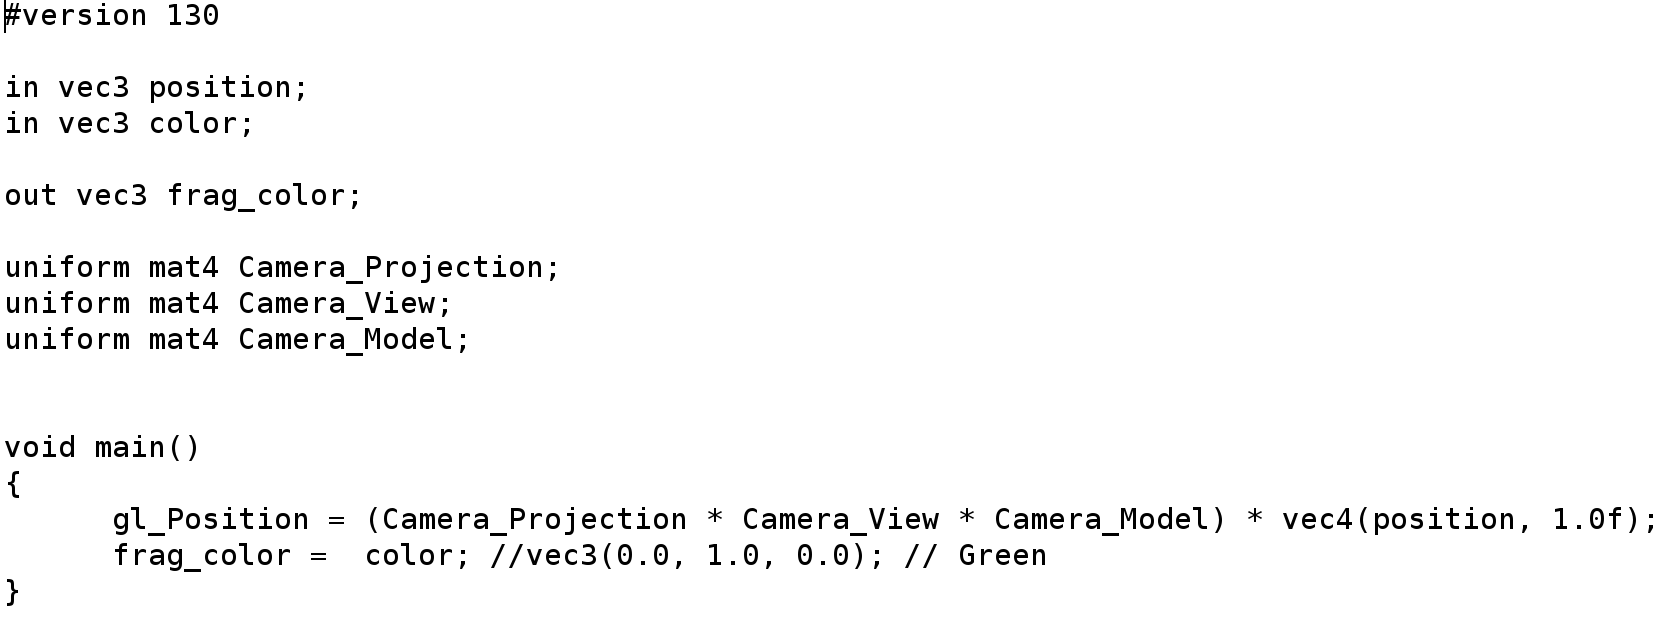 #version 130
in vec3 position;
in vec3 color;
out vec3 frag_color;
uniform mat4 Camera_Projection;
uniform mat4 Camera_View;
uniform mat4 Camera_Model;
void main()
{
gl_Position = (Camera_Projection * Camera_View * Camera_Model) * vec4(position, 1.0f);
frag_color =  color; //vec3(0.0, 1.0, 0.0); // Green
}